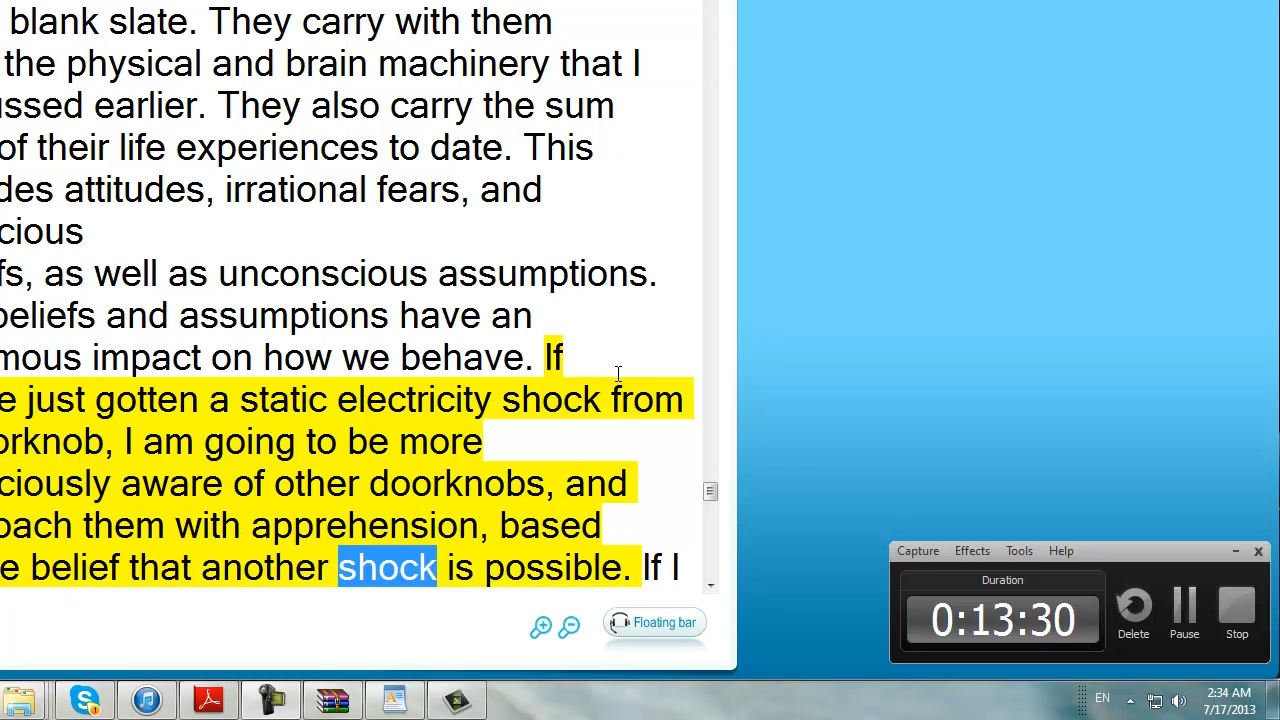 blank slate. They carry with them
the physical and brain machinery that I
ussed earlier. They also carry the sum
of their life experiences to date. This
des attitudes, irrational fears, and
cious
fs, as well as unconscious assumptions.
beliefs and assumptions have an
mous impact on how we behave. If
e just gotten a static electricity shock from
orknob, I am going to be more
ciously aware of other doorknobs, and
oach them with apprehension, based
e belief that another shock is possible. If I
Floating bar
Capture Effects Tools Help
Duration
0:13:30
Delete Pause Stop
EN
2:34 AM
7/17/2013